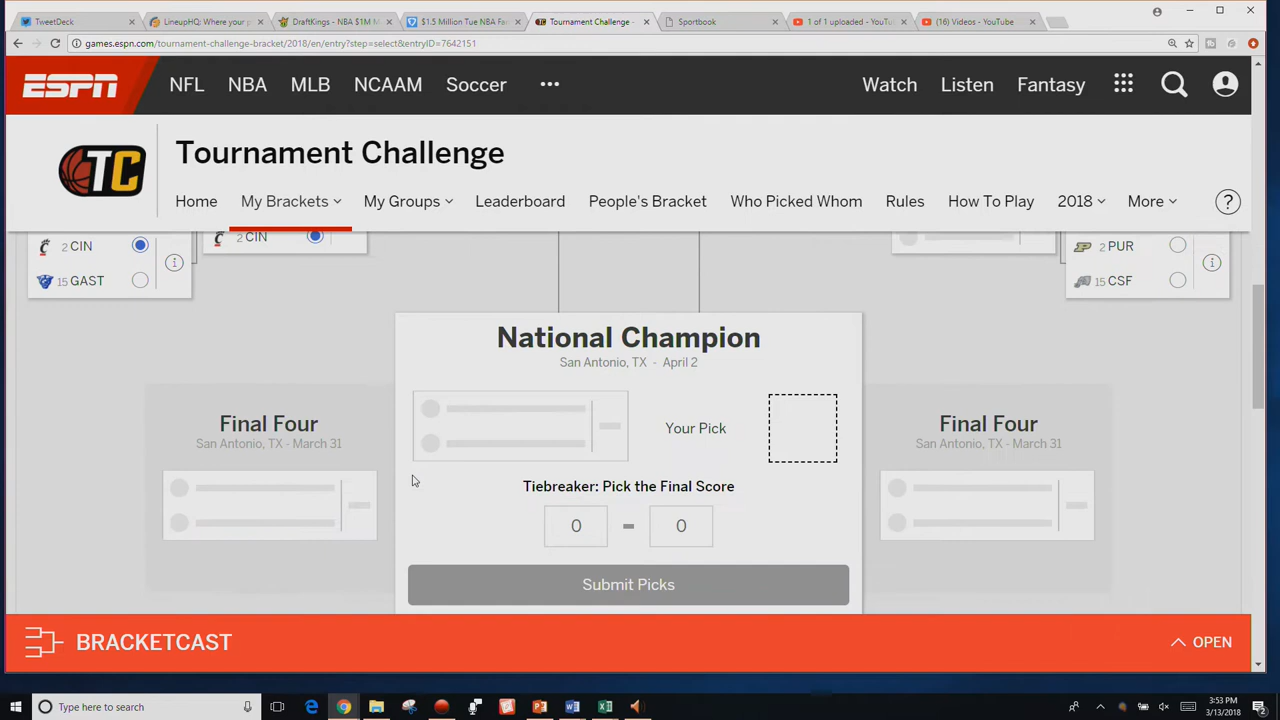 TweetDeck
LineupHQ: Where your p
DraftKings - NBA $1M M
$1.5 Million Tue NBA Fan
Tournament Challenge -
Sportbook
1 of 1 uploaded - YouTu
(16) Videos - YouTube
games.espn.com/tournament-challenge-bracket/2018/en/entry?step=select&entryID=7642151
ESPN NFL NBA MLB NCAAM Soccer ••• Watch Listen Fantasy
TC
Tournament Challenge
Home My Brackets My Groups Leaderboard People's Bracket Who Picked Whom Rules How To Play 2018 More ?
2 CIN
2 CIN
2 PUR
15 GAST
15 CSF
National Champion
San Antonio, TX - April 2
Your Pick
Final Four
San Antonio, TX - March 31
Final Four
San Antonio, TX - March 31
Tiebreaker: Pick the Final Score
0 - 0
Submit Picks
BRACKETCAST
OPEN
Type here to search
3:53 PM
3/13/2018